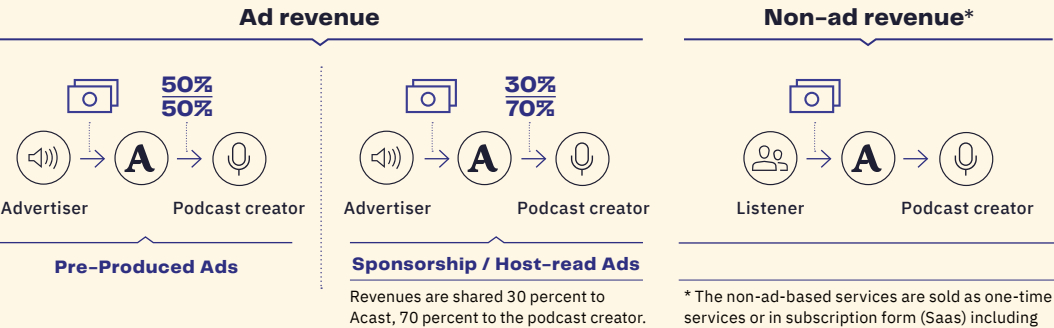 Ad revenue
50%
50%
A
Advertiser
Podcast creator
Pre-Produced Ads
30%
70%
A
Advertiser
Podcast creator
Sponsorship / Host-read Ads
Revenues are shared 30 percent to
Acast, 70 percent to the podcast creator.
Non-ad revenue*
A
Listener
Podcast creator
* The non-ad-based services are sold as one-time
services or in subscription form (Saas) including